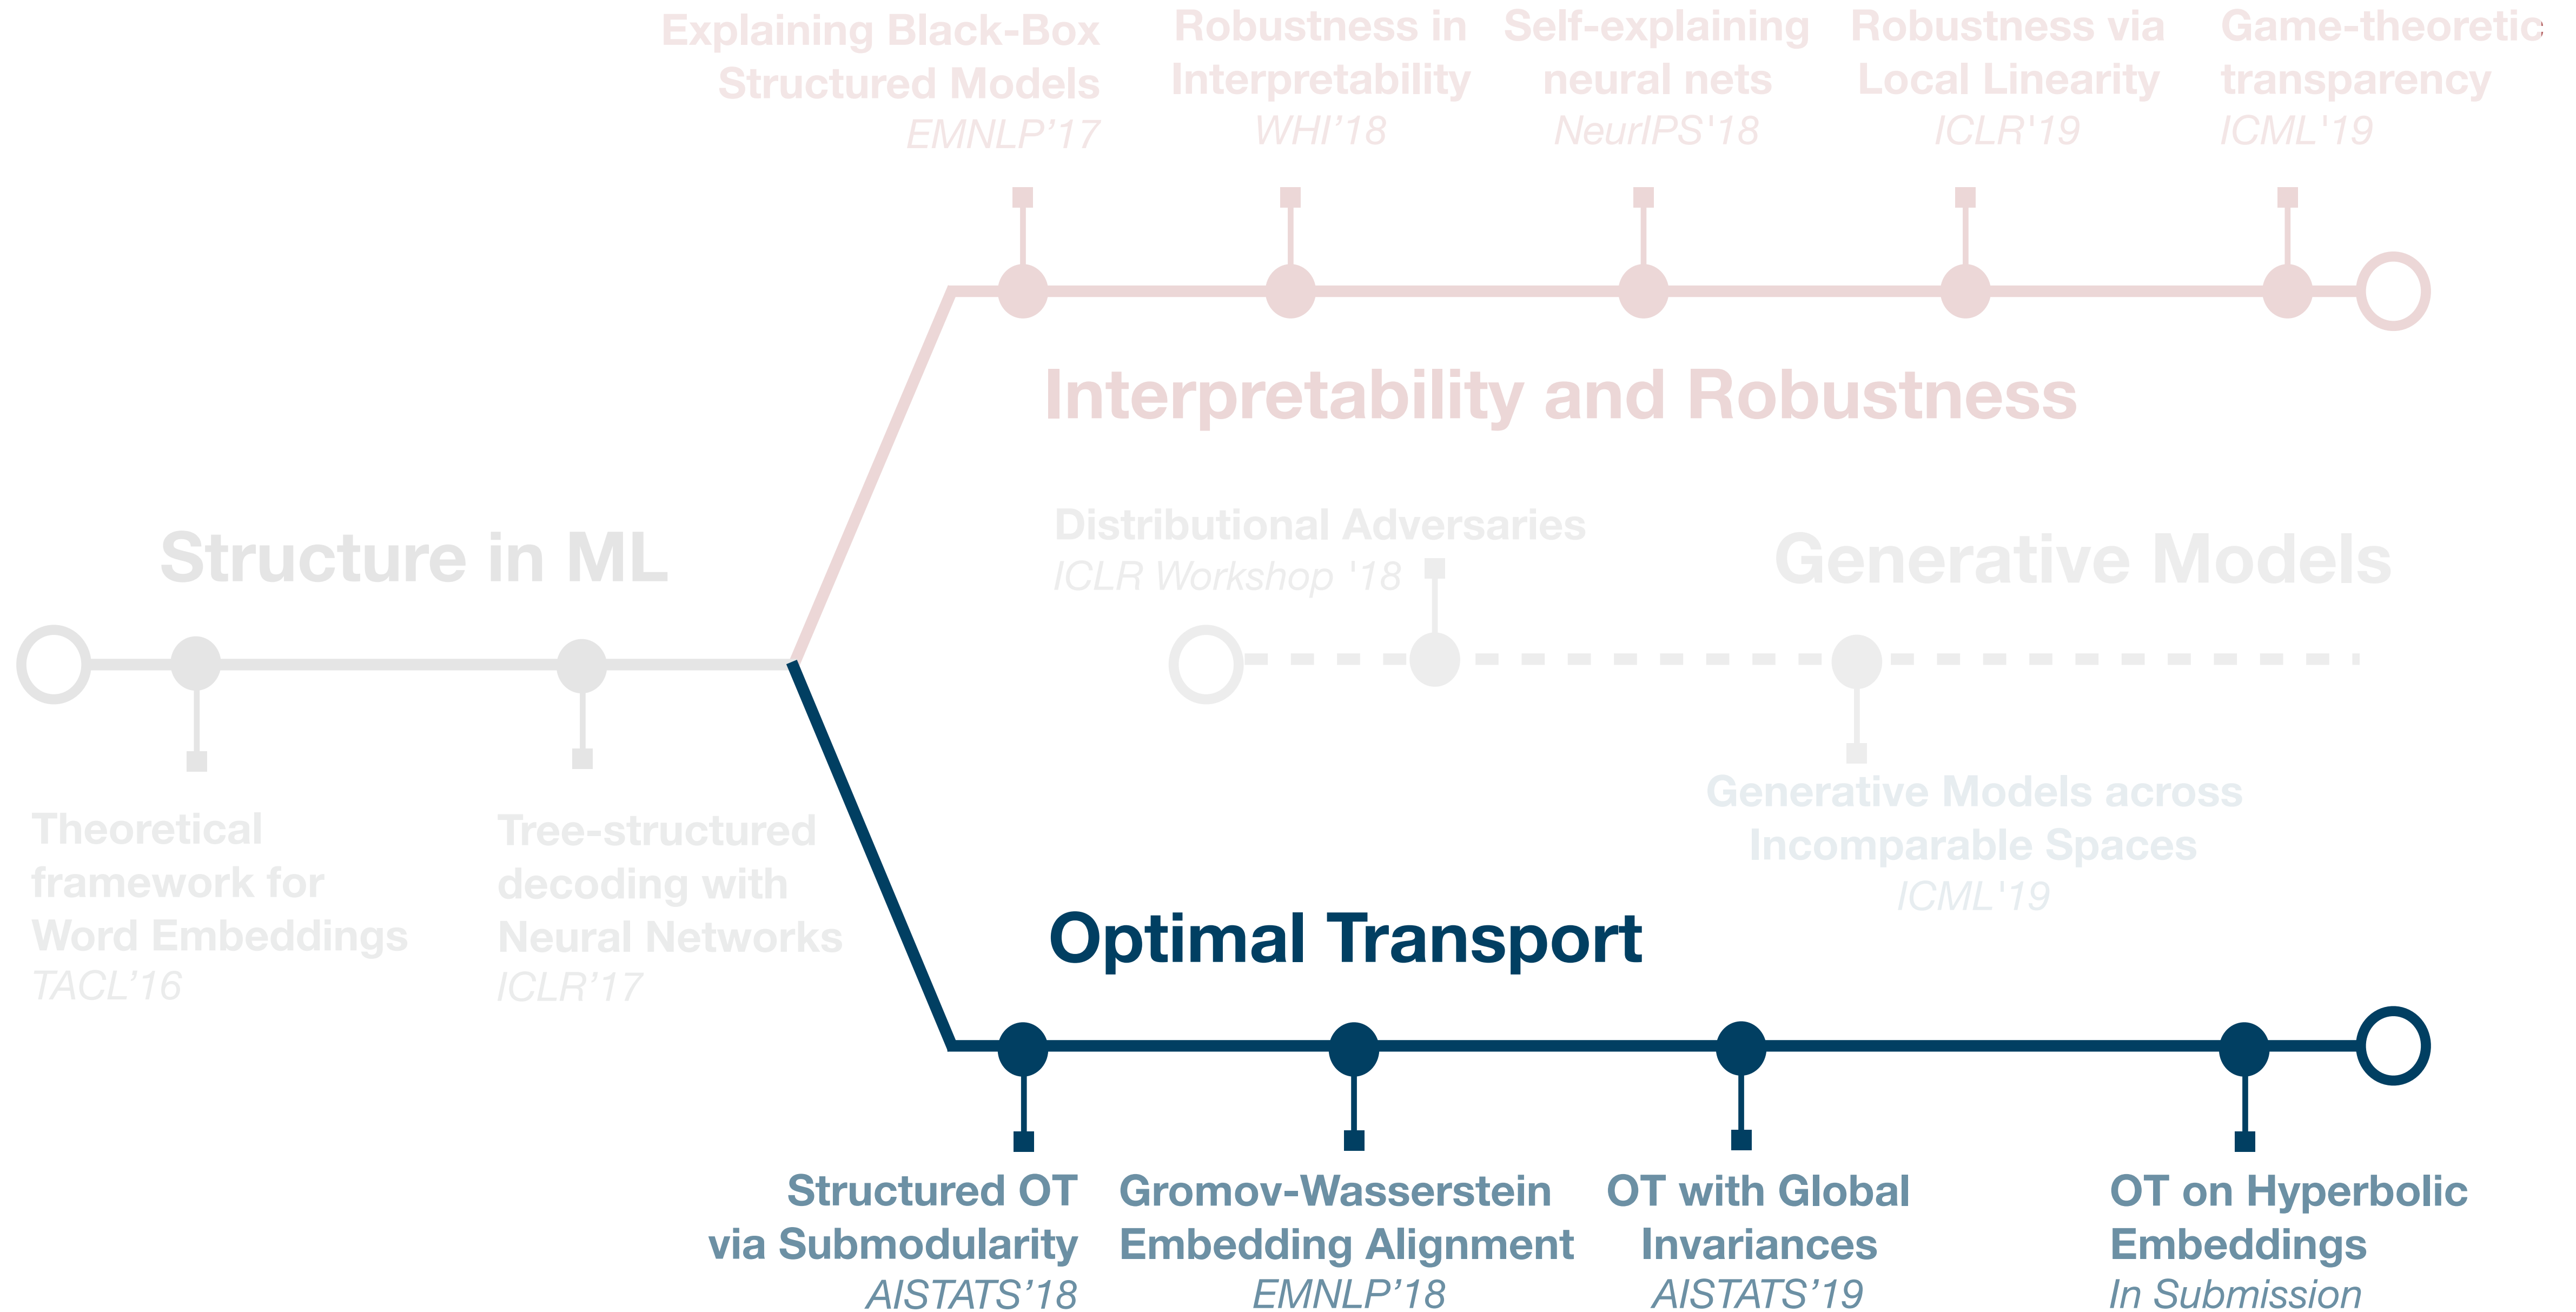 Explaining Black-Box
Structured Models
EMNLP’17
Robustness in
Interpretability
WHI’18
Self-explaining
neural nets
NeurIPS'18
Robustness via
Local Linearity
ICLR'19
Game-theoretic
transparency
ICML'19
Interpretability and Robustness
Structure in ML
Distributional Adversaries
ICLR Workshop '18
Generative Models
Theoretical
framework for
Word Embeddings
TACL’16
Tree-structured
decoding with
Neural Networks
ICLR’17
Generative Models across
Incomparable Spaces
ICML'19
Optimal Transport
Structured OT
via Submodularity
AISTATS’18
Gromov-Wasserstein
Embedding Alignment
EMNLP’18
OT with Global
Invariances
AISTATS’19
OT on Hyperbolic
Embeddings
In Submission